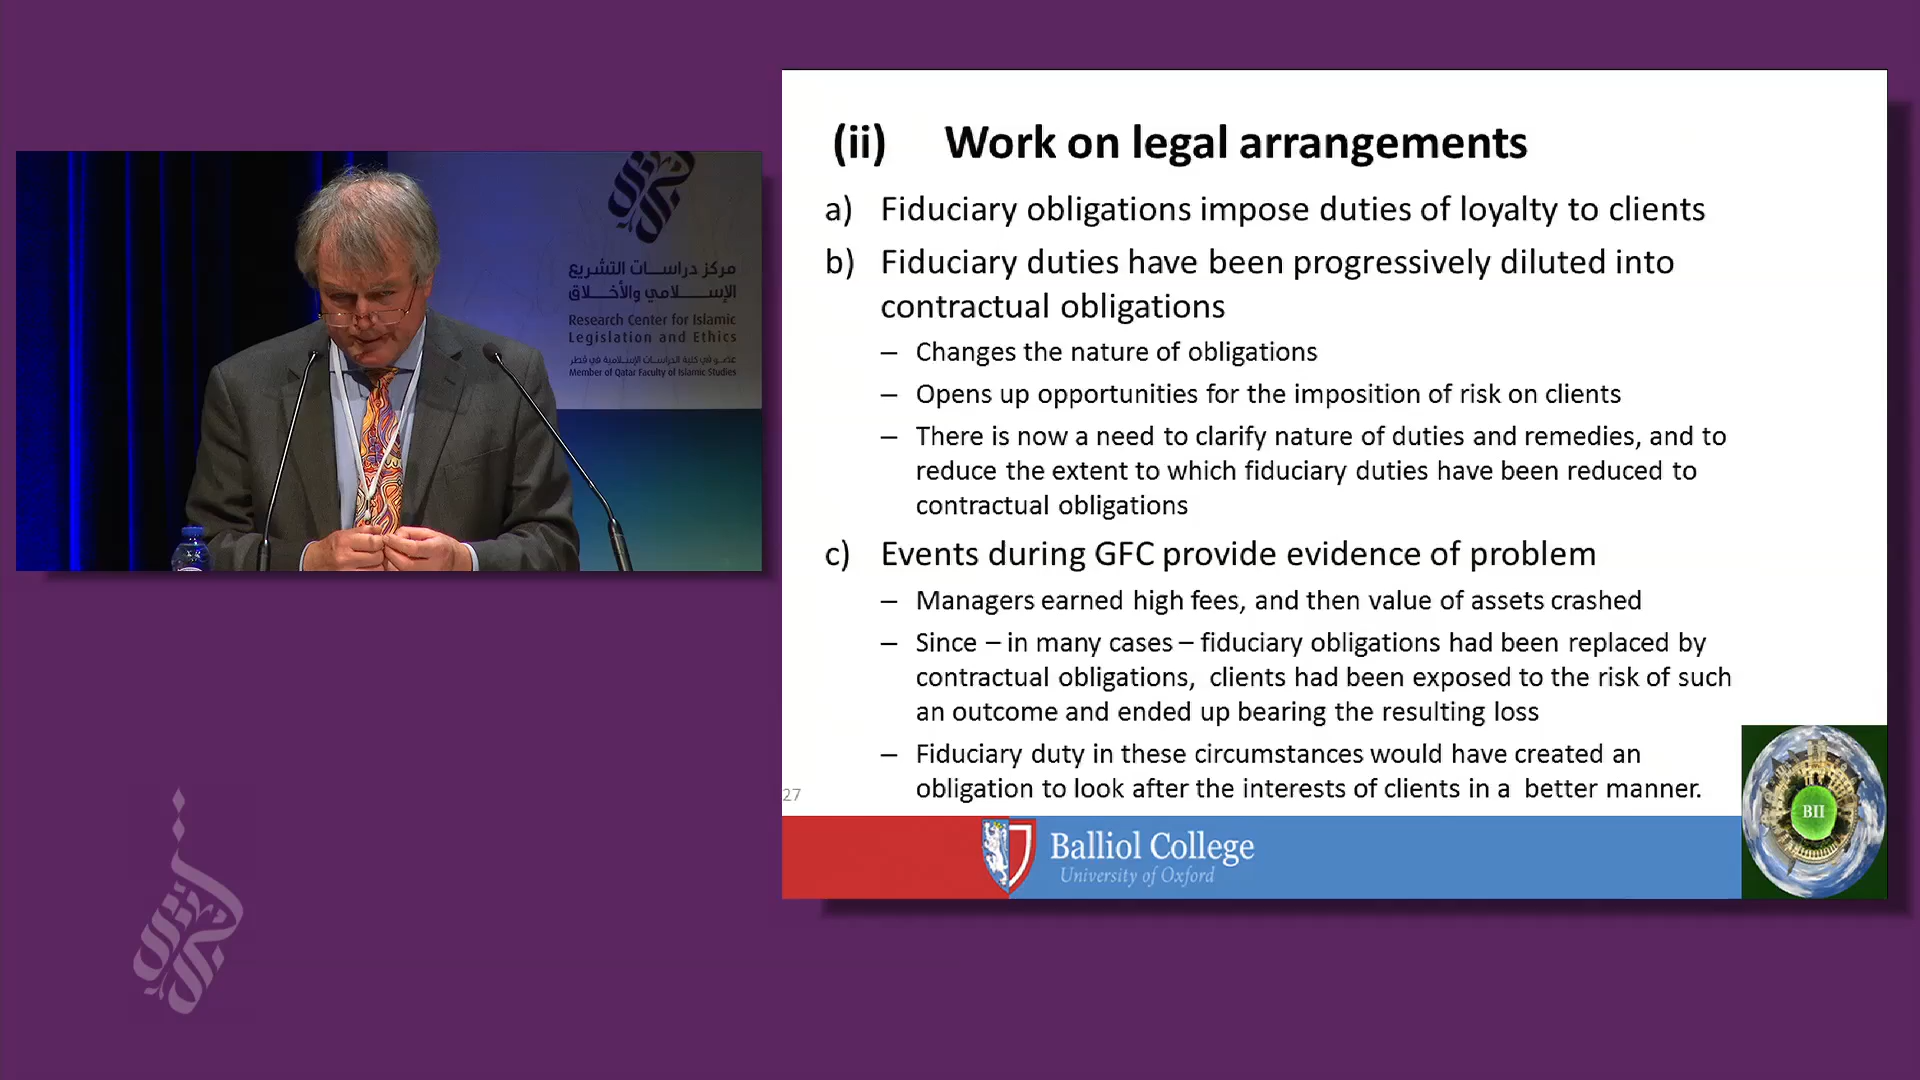 مركز دراسات التشريع
الإسلامي والأخلاق
Research Center for Islamic
Legislation and Ethics
عضو في كلية الدراسات الإسلامية في قطر
Member of Qatar Faculty of Islamic Studies
(ii) Work on legal arrangements
a) Fiduciary obligations impose duties of loyalty to clients
b) Fiduciary duties have been progressively diluted into
contractual obligations
– Changes the nature of obligations
– Opens up opportunities for the imposition of risk on clients
– There is now a need to clarify nature of duties and remedies, and to
reduce the extent to which fiduciary duties have been reduced to
contractual obligations
c) Events during GFC provide evidence of problem
– Managers earned high fees, and then value of assets crashed
– Since – in many cases – fiduciary obligations had been replaced by
contractual obligations, clients had been exposed to the risk of such
an outcome and ended up bearing the resulting loss
– Fiduciary duty in these circumstances would have created an
obligation to look after the interests of clients in a better manner.
27
Balliol College
University of Oxford
BII